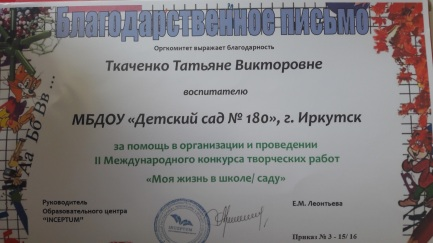 Благодарственное письмо
Оргкомитет выражает благодарность
Ткаченко Татьяне Викторовне
воспитателю
МБДОУ «Детский сад № 180», г. Иркутск
за помощь в организации и проведении
II Международного конкурса творческих работ
«Моя жизнь в школе/ саду»
Руководитель
Образовательного центра
"INCEPTUM"
Е.М. Леонтьева
Приказ № 3 - 15/ 16
Аа Бб Вв ...